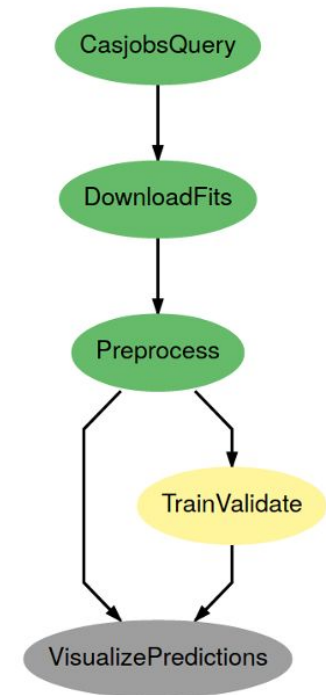 CasjobsQuery
DownloadFits
Preprocess
TrainValidate
VisualizePredictions